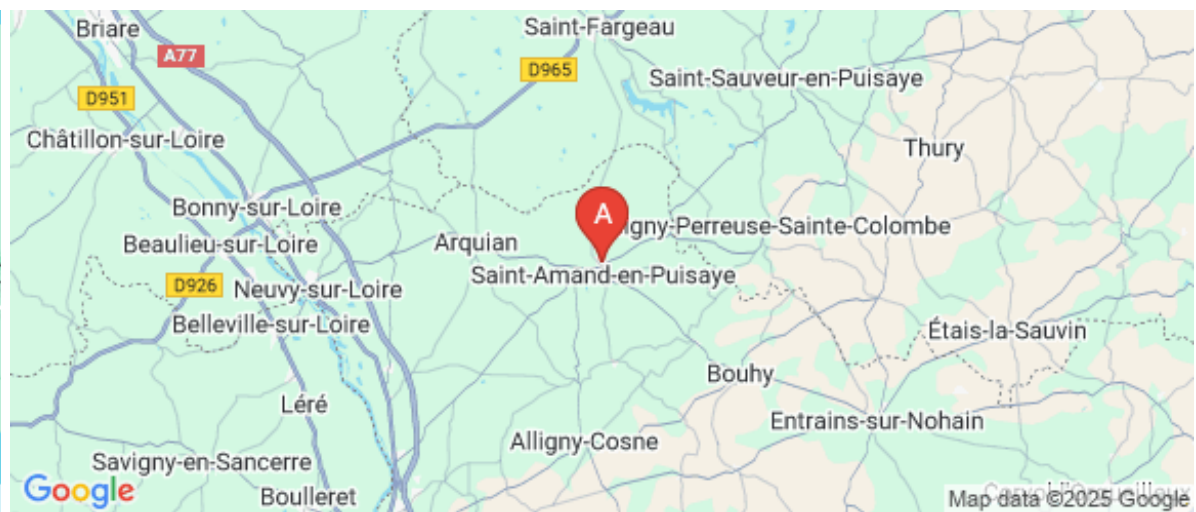 Briare
Saint-Fargeau
A77
D965
Saint-Sauveur-en-Puisaye
D951
Châtillon-sur-Loire
Thury
Bonny-sur-Loire
A
igny-Perreuse-Sainte-Colombe
Beaulieu-sur-Loire
Arquian
Saint-Amand-en-Puisaye
D926
Neuvy-sur-Loire
Belleville-sur-Loire
Étais-la-Sauvin
Bouhy
Léré
Entrains-sur-Nohain
Alligny-Cosne
Savigny-en-Sancerre
Google
Boulleret
Map data ©2025 Google